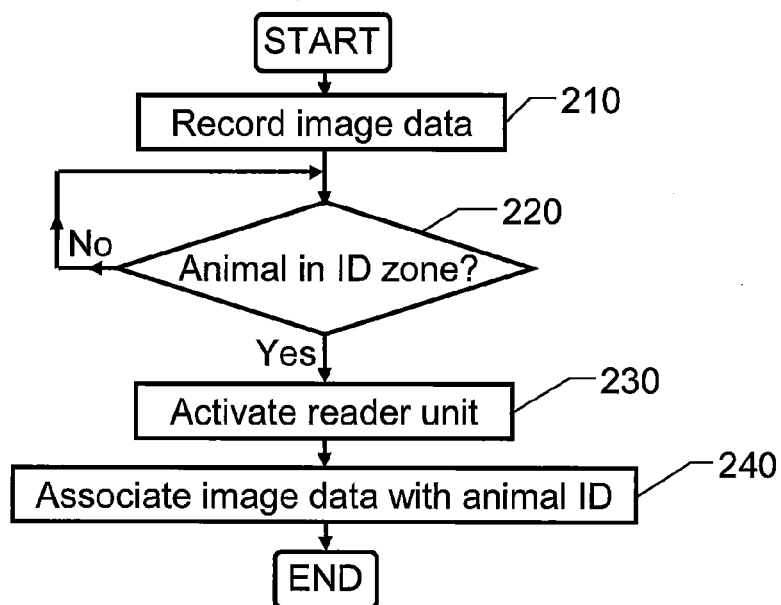 START
Record image data
210
220
No
Animal in ID zone?
Yes
230
Activate reader unit
240
Associate image data with animal ID
END